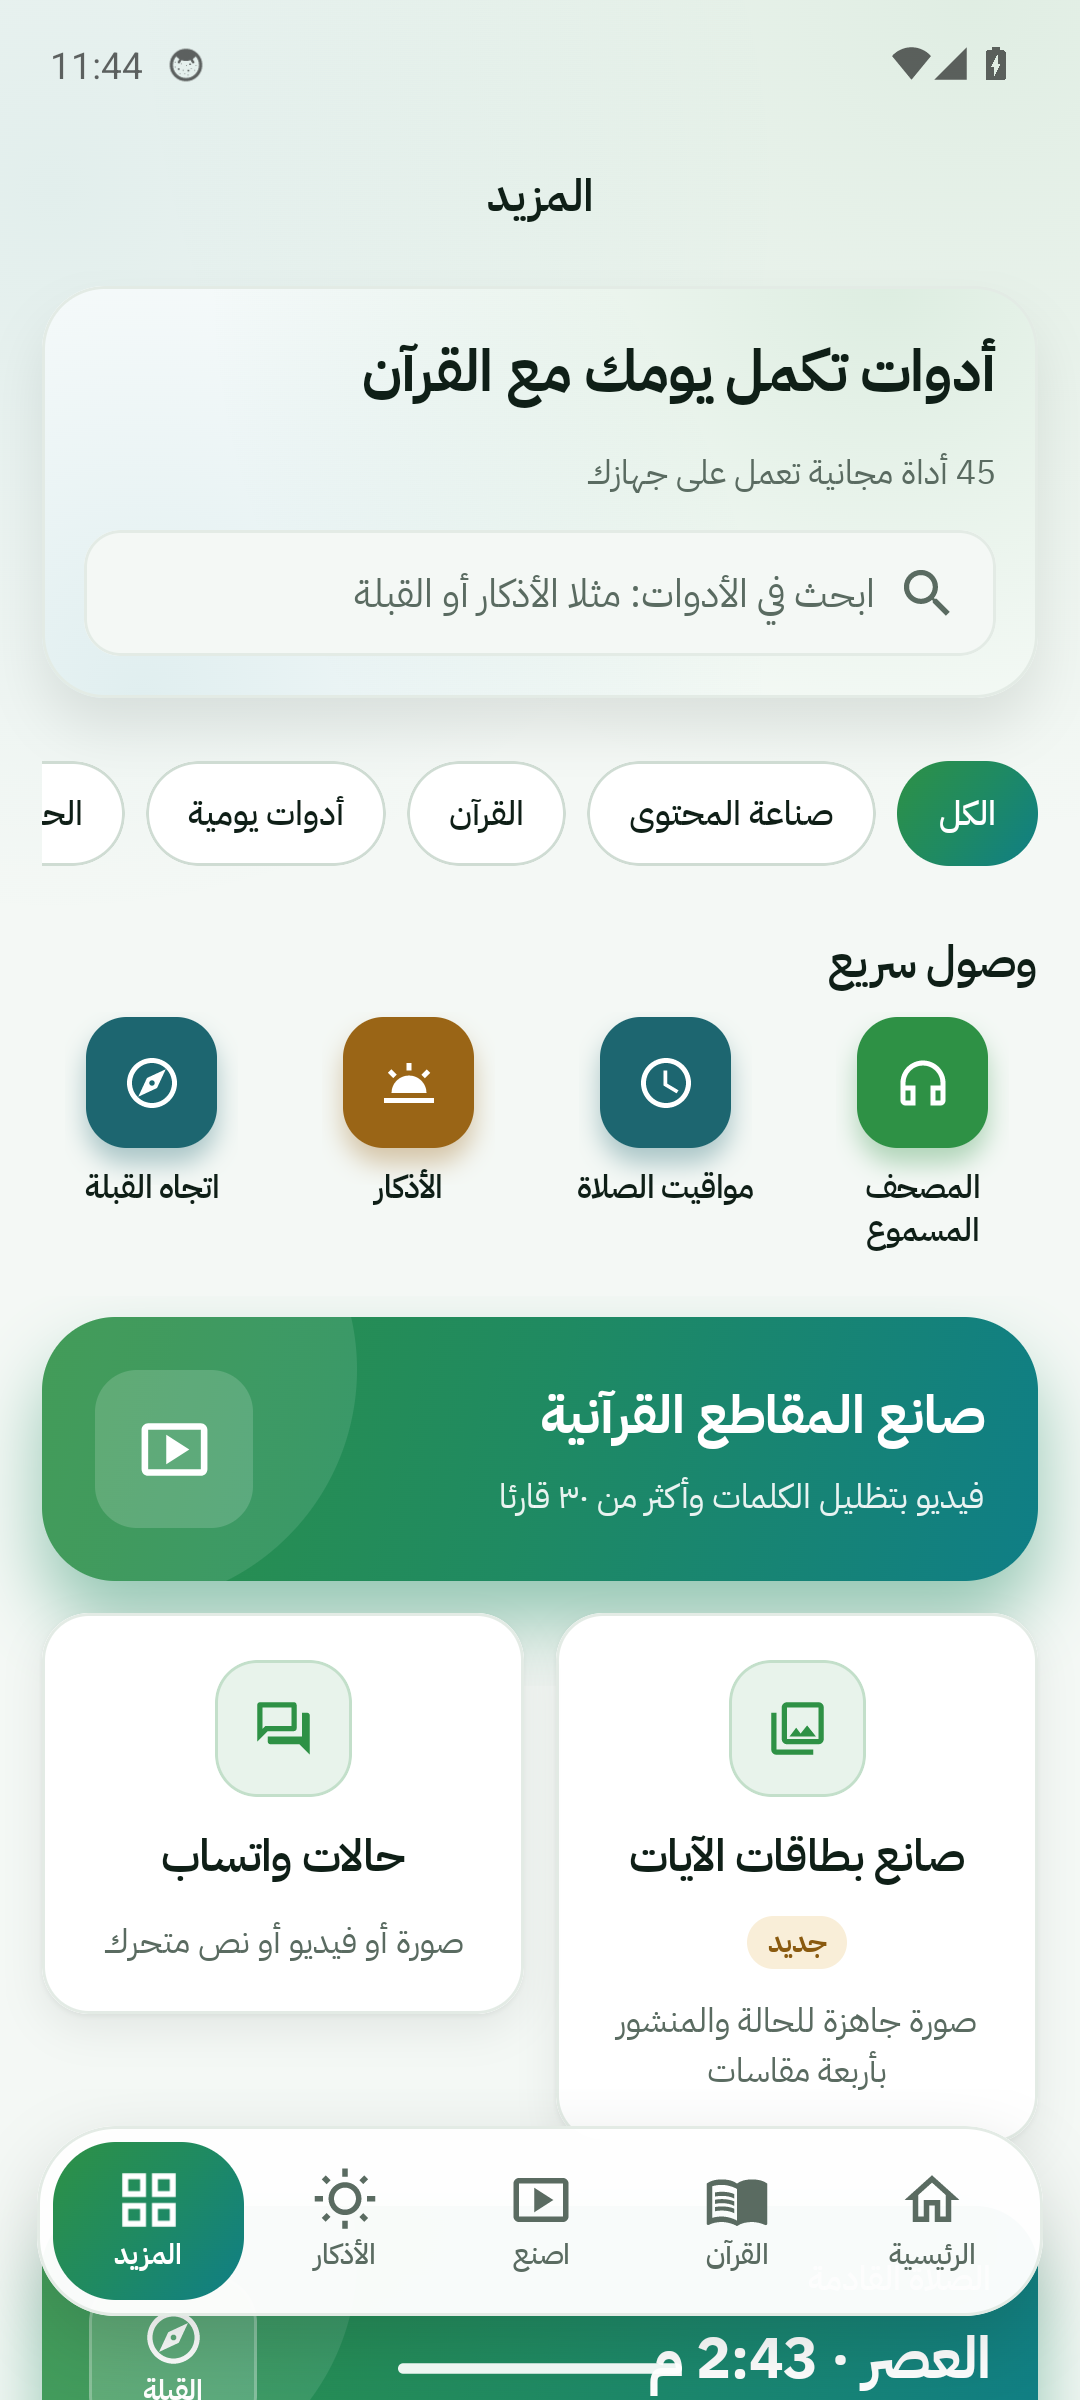 11:44
المزيد
أدوات تكمل يومك مع القرآن
45 أداة مجانية تعمل على جهازك
ابحث في الأدوات: مثلا الأذكار أو القبلة
الكل
صناعة المحتوى
القرآن
أدوات يومية
الح
وصول سريع
المصحف
المسموع
مواقيت الصلاة
الأذكار
اتجاه القبلة
صانع المقاطع القرآنية
فيديو بتظليل الكلمات وأكثر من ٣٠ قارئا
صانع بطاقات الآيات
جديد
صورة جاهزة للحالة والمنشور
بأربعة مقاسات
حالات واتساب
صورة أو فيديو أو نص متحرك
الرئيسية
القرآن
اصنع
الأذكار
المزيد
الصلاة القادمة
العصر · 2:43 م
القبلة